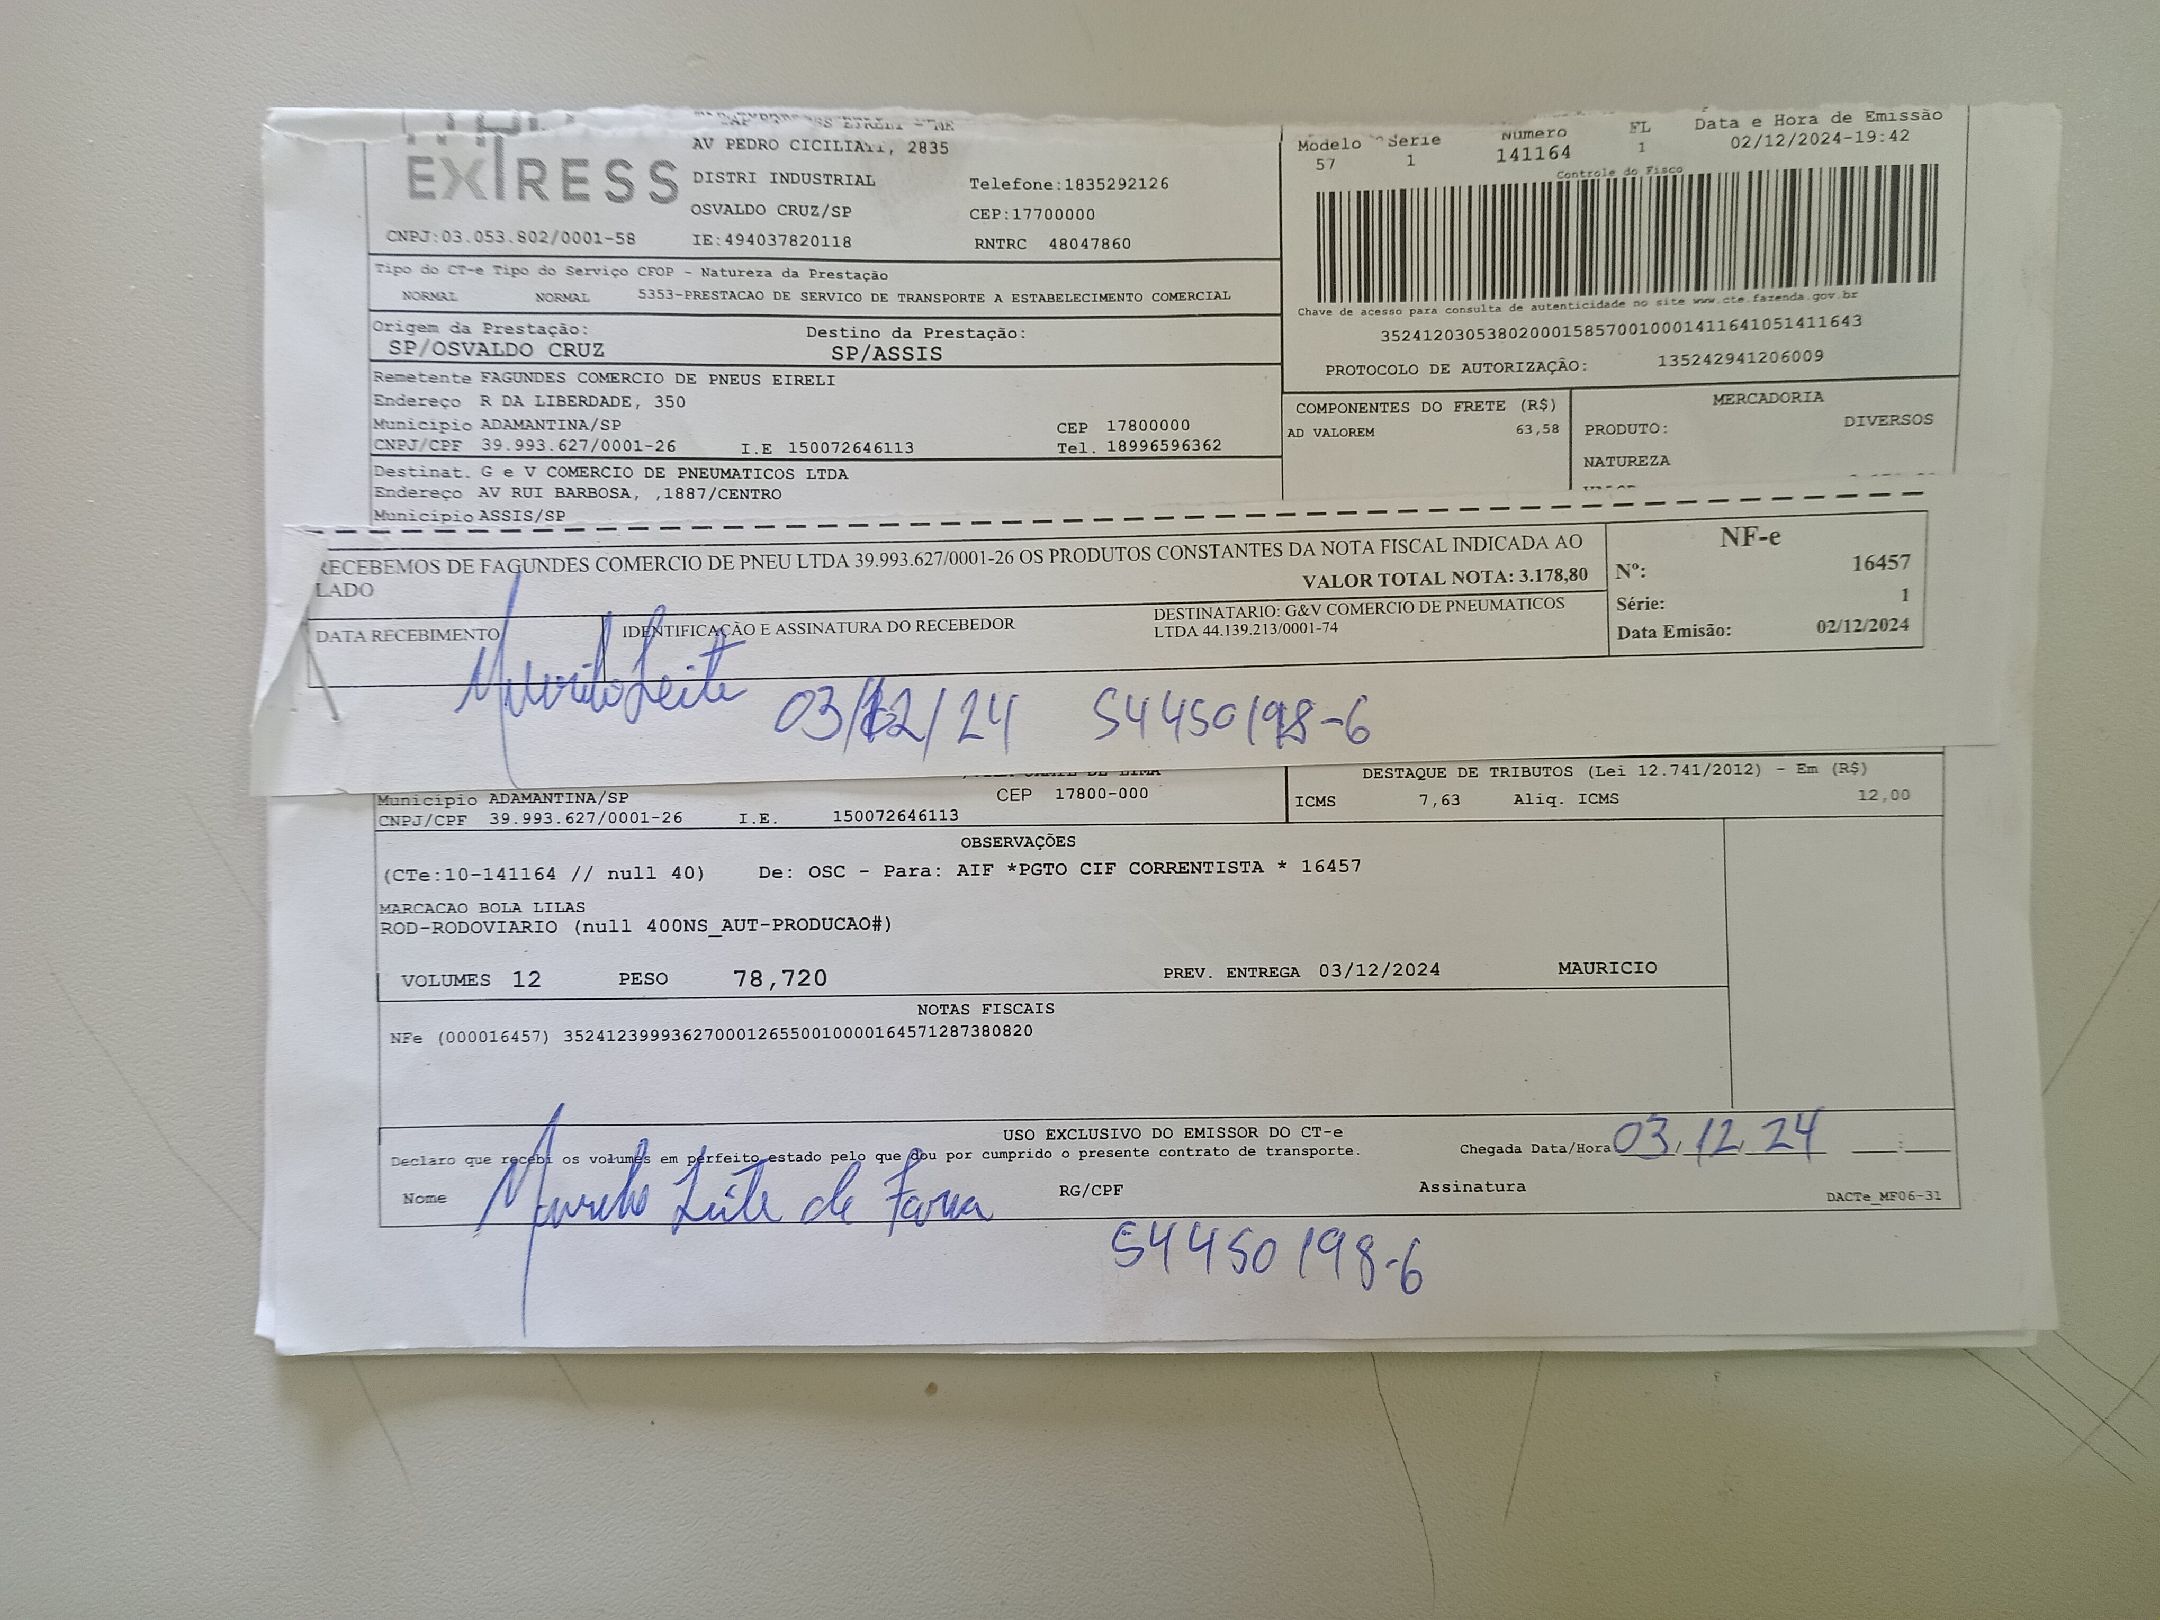 EXPRESS
AV PEDRO CICILIATI, 2835
DISTRI INDUSTRIAL Telefone:1835292126
OSVALDO CRUZ/SP CEP:17700000
CNPJ:03.053.802/0001-58 IE:494037820118 RNTRC 48047860
Modelo Serie Numero FL Data e Hora de Emissão
57 1 141164 1 02/12/2024-19:42
Controle do Fisco
Tipo do CT-e Tipo do Serviço CFOP - Natureza da Prestação
NORMAL NORMAL 5353-PRESTACAO DE SERVICO DE TRANSPORTE A ESTABELECIMENTO COMERCIAL
Chave de acesso para consulta de autenticidade no site www.cte.fazenda.gov.br
35241203053802000158570010001411641051411643
PROTOCOLO DE AUTORIZAÇÃO: 135242941206009
Origem da Prestação: Destino da Prestação:
SP/OSVALDO CRUZ SP/ASSIS
Remetente FAGUNDES COMERCIO DE PNEUS EIRELI
Endereço R DA LIBERDADE, 350
Municipio ADAMANTINA/SP CEP 17800000
CNPJ/CPF 39.993.627/0001-26 I.E 150072646113 Tel. 18996596362
COMPONENTES DO FRETE (R$) MERCADORIA
AD VALOREM 63,58 PRODUTO: DIVERSOS
NATUREZA
Destinat. G e V COMERCIO DE PNEUMATICOS LTDA
Endereço AV RUI BARBOSA, ,1887/CENTRO
Municipio ASSIS/SP
RECEBEMOS DE FAGUNDES COMERCIO DE PNEU LTDA 39.993.627/0001-26 OS PRODUTOS CONSTANTES DA NOTA FISCAL INDICADA AO
LADO VALOR TOTAL NOTA: 3.178,80
NF-e
Nº: 16457
Série: 1
Data Emisão: 02/12/2024
DATA RECEBIMENTO IDENTIFICAÇÃO E ASSINATURA DO RECEBEDOR DESTINATARIO: G&V COMERCIO DE PNEUMATICOS
LTDA 44.139.213/0001-74
Murilo Leite 03/12/24 54450198-6
Municipio ADAMANTINA/SP CEP 17800-000
CNPJ/CPF 39.993.627/0001-26 I.E. 150072646113
DESTAQUE DE TRIBUTOS (Lei 12.741/2012) - Em (R$)
ICMS 7,63 Aliq. ICMS 12,00
OBSERVAÇÕES
(CTe:10-141164 // null 40) De: OSC - Para: AIF *PGTO CIF CORRENTISTA * 16457
MARCACAO BOLA LILAS
ROD-RODOVIARIO (null 400NS_AUT-PRODUCAO#)
VOLUMES 12 PESO 78,720 PREV. ENTREGA 03/12/2024 MAURICIO
NOTAS FISCAIS
NFe (000016457) 35241239993627000126550010000164571287380820
USO EXCLUSIVO DO EMISSOR DO CT-e
Declaro que recebi os volumes em perfeito estado pelo que dou por cumprido o presente contrato de transporte. Chegada Data/Hora 03/12/24
Nome Murilo Leite de Faria RG/CPF Assinatura DACTe_MF06-31
54450198-6